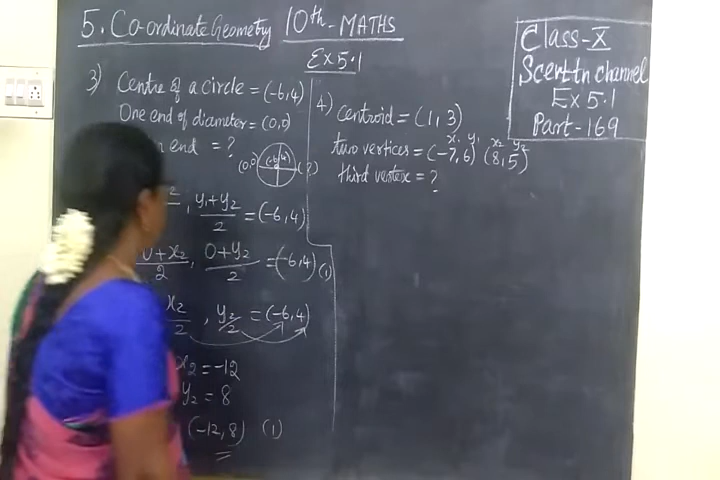 5. Co-ordinate Geometry 10th - MATHS
Ex 5.1
Class-X
Scert tn channel
Ex 5.1
Part-169
3) Centre of a circle = (-6,4)
One end of diameter = (0,0)
end = ?
(0,0) (-6,4) (?)
2 , y₁+y₂/2 = (-6,4)
0+x₂/2 , 0+y₂/2 = (-6,4) (1)
x₂/2 , y₂/2 = (-6,4)
x₂ = -12
y₂ = 8
(-12,8) (1)
4) Centroid = (1,3)
x₁ y₁ x₂ y₂
two vertices = (-7,6) (8,5)
third vertex = ?